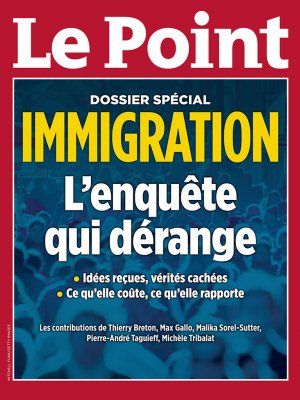 Le Point
DOSSIER SPÉCIAL
IMMIGRATION
L'enquête
qui dérange
• Idées reçues, vérités cachées
• Ce qu'elle coûte, ce qu'elle rapporte
Les contributions de Thierry Breton, Max Gallo, Malika Sorel-Sutter,
Pierre-André Taguieff, Michèle Tribalat